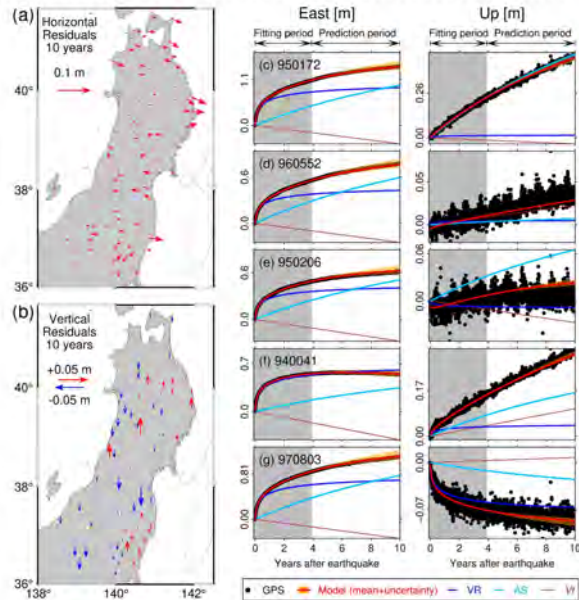 (a)
Horizontal
Residuals
10 years
0.1 m
40°
38°
36°
(b)
Vertical
Residuals
10 years
+0.05 m
-0.05 m
40°
38°
36°
138° 140° 142°
East [m] Up [m]
Fitting period Prediction period Fitting period Prediction period
(c) 950172
1.1
0.0
0.26
0.00
(d) 960552
0.6
0.0
0.05
0.00
(e) 950206
0.6
0.0
0.06
0.00
(f) 940041
0.7
0.0
0.17
0.00
(g) 970803
0.81
0.00
0.00
-0.07
0 2 4 6 8 10 0 2 4 6 8 10
Years after earthquake Years after earthquake
GPS Model (mean+uncertainty) VR AS